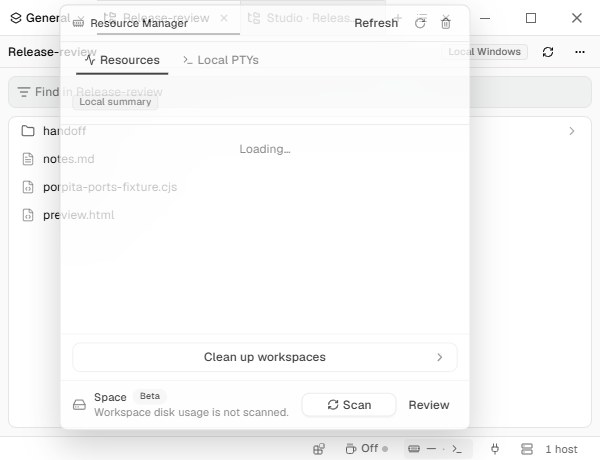 General
Release-review
Studio - Releas
Resource Manager
Refresh
Release-review
Local Windows
Resources
Local PTYs
Find in Release-review
Local summary
handoff
Loading...
notes.md
porpita-ports-fixture.cjs
preview.html
Clean up workspaces
Space Beta
Workspace disk usage is not scanned.
Scan
Review
Off
1 host